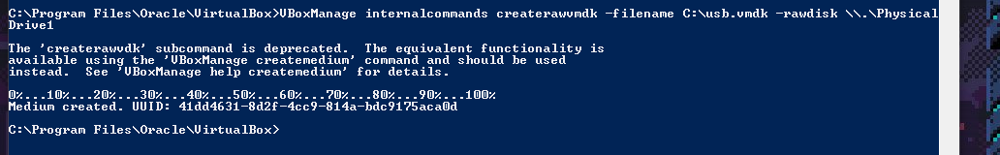 C:\Program Files\Oracle\VirtualBox>VBoxManage internalcommands createrawvmdk -filename C:\usb.vmdk -rawdisk \\.\Physical
Drive1
The 'createrawvdk' subcommand is deprecated.  The equivalent functionality is
available using the 'VBoxManage createmedium' command and should be used
instead.  See 'VBoxManage help createmedium' for details.
0%...10%...20%...30%...40%...50%...60%...70%...80%...90%...100%
Medium created. UUID: 41dd4631-8d2f-4cc9-814a-bdc9175aca0d
C:\Program Files\Oracle\VirtualBox>